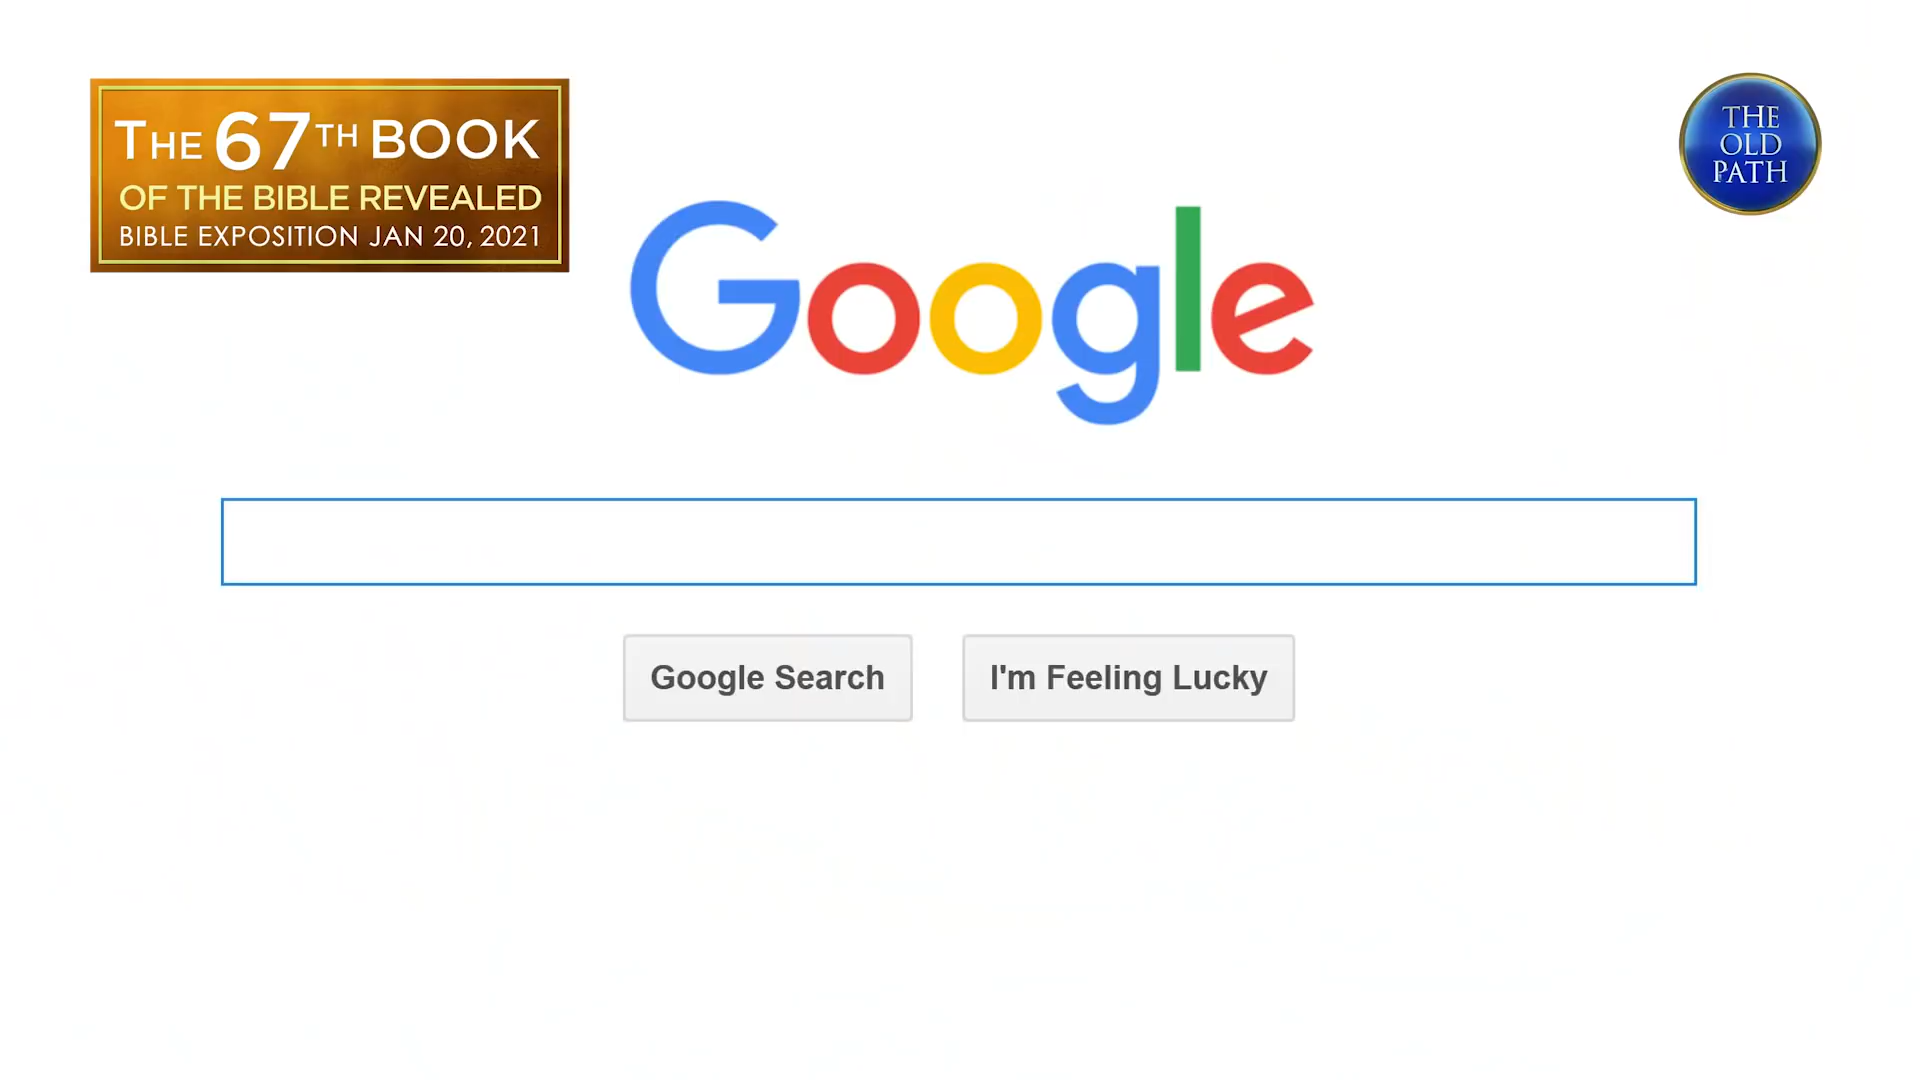 THE 67TH BOOK
OF THE BIBLE REVEALED
BIBLE EXPOSITION JAN 20, 2021
THE
OLD
PATH
Google
Google Search
I'm Feeling Lucky